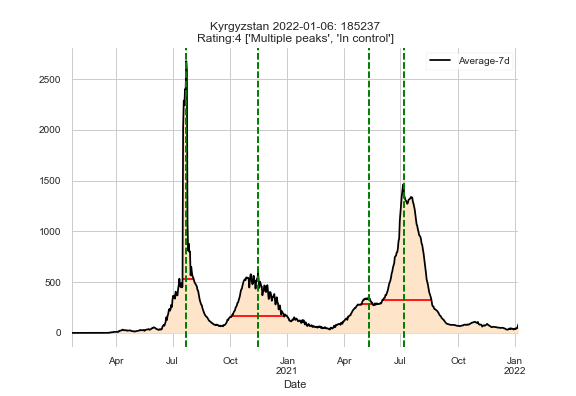 Kyrgyzstan 2022-01-06: 185237
Rating:4 ['Multiple peaks', 'In control']
Average-7d
2500
2000
1500
1000
500
0
Apr Jul Oct Jan Apr Jul Oct Jan
2021 2022
Date